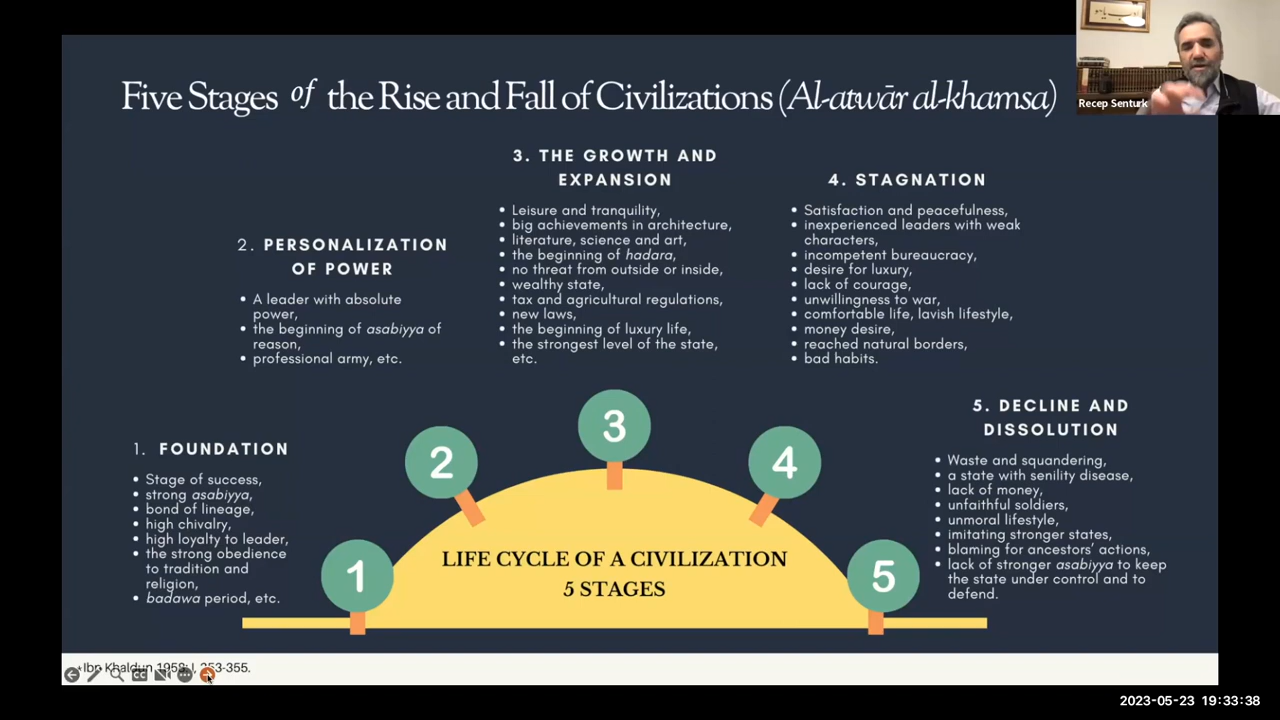 Five Stages of the Rise and Fall of Civilizations (Al-atwār al-khamsa)
Recep Senturk
1. FOUNDATION
• Stage of success,
• strong asabiyya,
• bond of lineage,
• high chivalry,
• high loyalty to leader,
• the strong obedience
to tradition and
religion,
• badawa period, etc.
2. PERSONALIZATION
OF POWER
• A leader with absolute
power,
• the beginning of asabiyya of
reason,
• professional army, etc.
3. THE GROWTH AND
EXPANSION
• Leisure and tranquility,
• big achievements in architecture,
• literature, science and art,
• the beginning of hadara,
• no threat from outside or inside,
• wealthy state,
• tax and agricultural regulations,
• new laws,
• the beginning of luxury life,
• the strongest level of the state,
etc.
4. STAGNATION
• Satisfaction and peacefulness,
• inexperienced leaders with weak
characters,
• incompetent bureaucracy,
• desire for luxury,
• lack of courage,
• unwillingness to war,
• comfortable life, lavish lifestyle,
• money desire,
• reached natural borders,
• bad habits.
5. DECLINE AND
DISSOLUTION
• Waste and squandering,
• a state with senility disease,
• lack of money,
• unfaithful soldiers,
• unmoral lifestyle,
• imitating stronger states,
• blaming for ancestors' actions,
• lack of stronger asabiyya to keep
the state under control and to
defend.
1
2
3
4
5
LIFE CYCLE OF A CIVILIZATION
5 STAGES
*Ibn Khaldun 1958: I, 353-355.
CC
2023-05-23 19:33:38